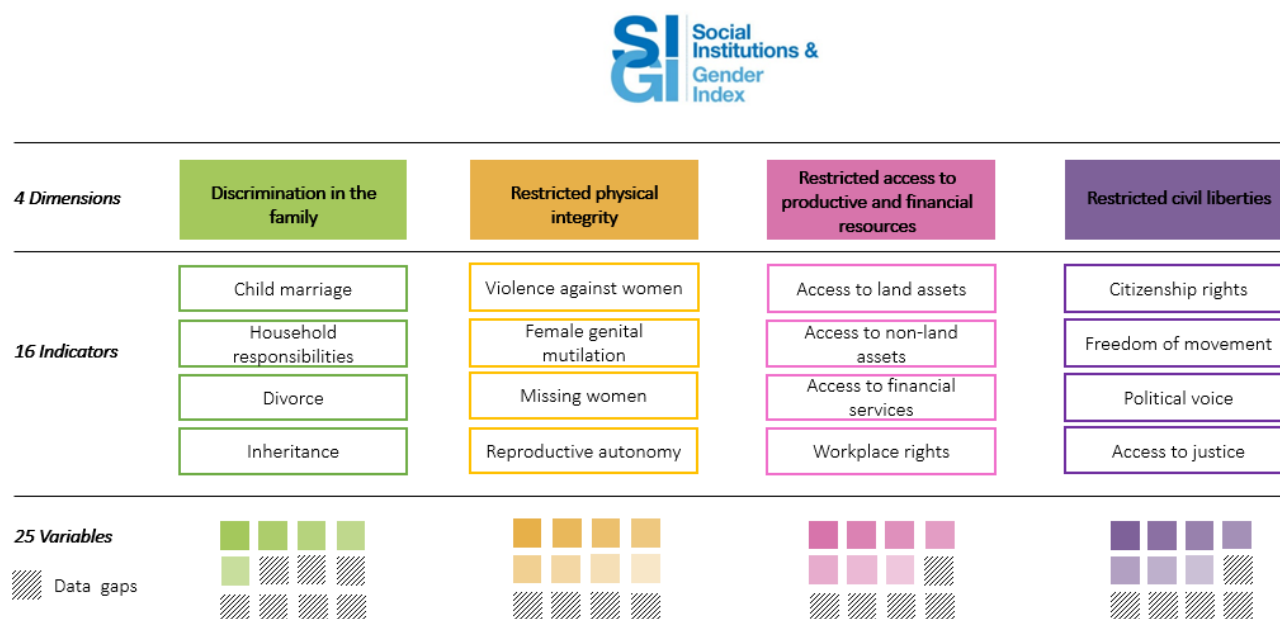 SI
GI
Social
Institutions &
Gender
Index
4 Dimensions
Discrimination in the
family
Restricted physical
integrity
Restricted access to
productive and financial
resources
Restricted civil liberties
16 Indicators
Child marriage
Household
responsibilities
Divorce
Inheritance
Violence against women
Female genital
mutilation
Missing women
Reproductive autonomy
Access to land assets
Access to non-land
assets
Access to financial
services
Workplace rights
Citizenship rights
Freedom of movement
Political voice
Access to justice
25 Variables
Data gaps